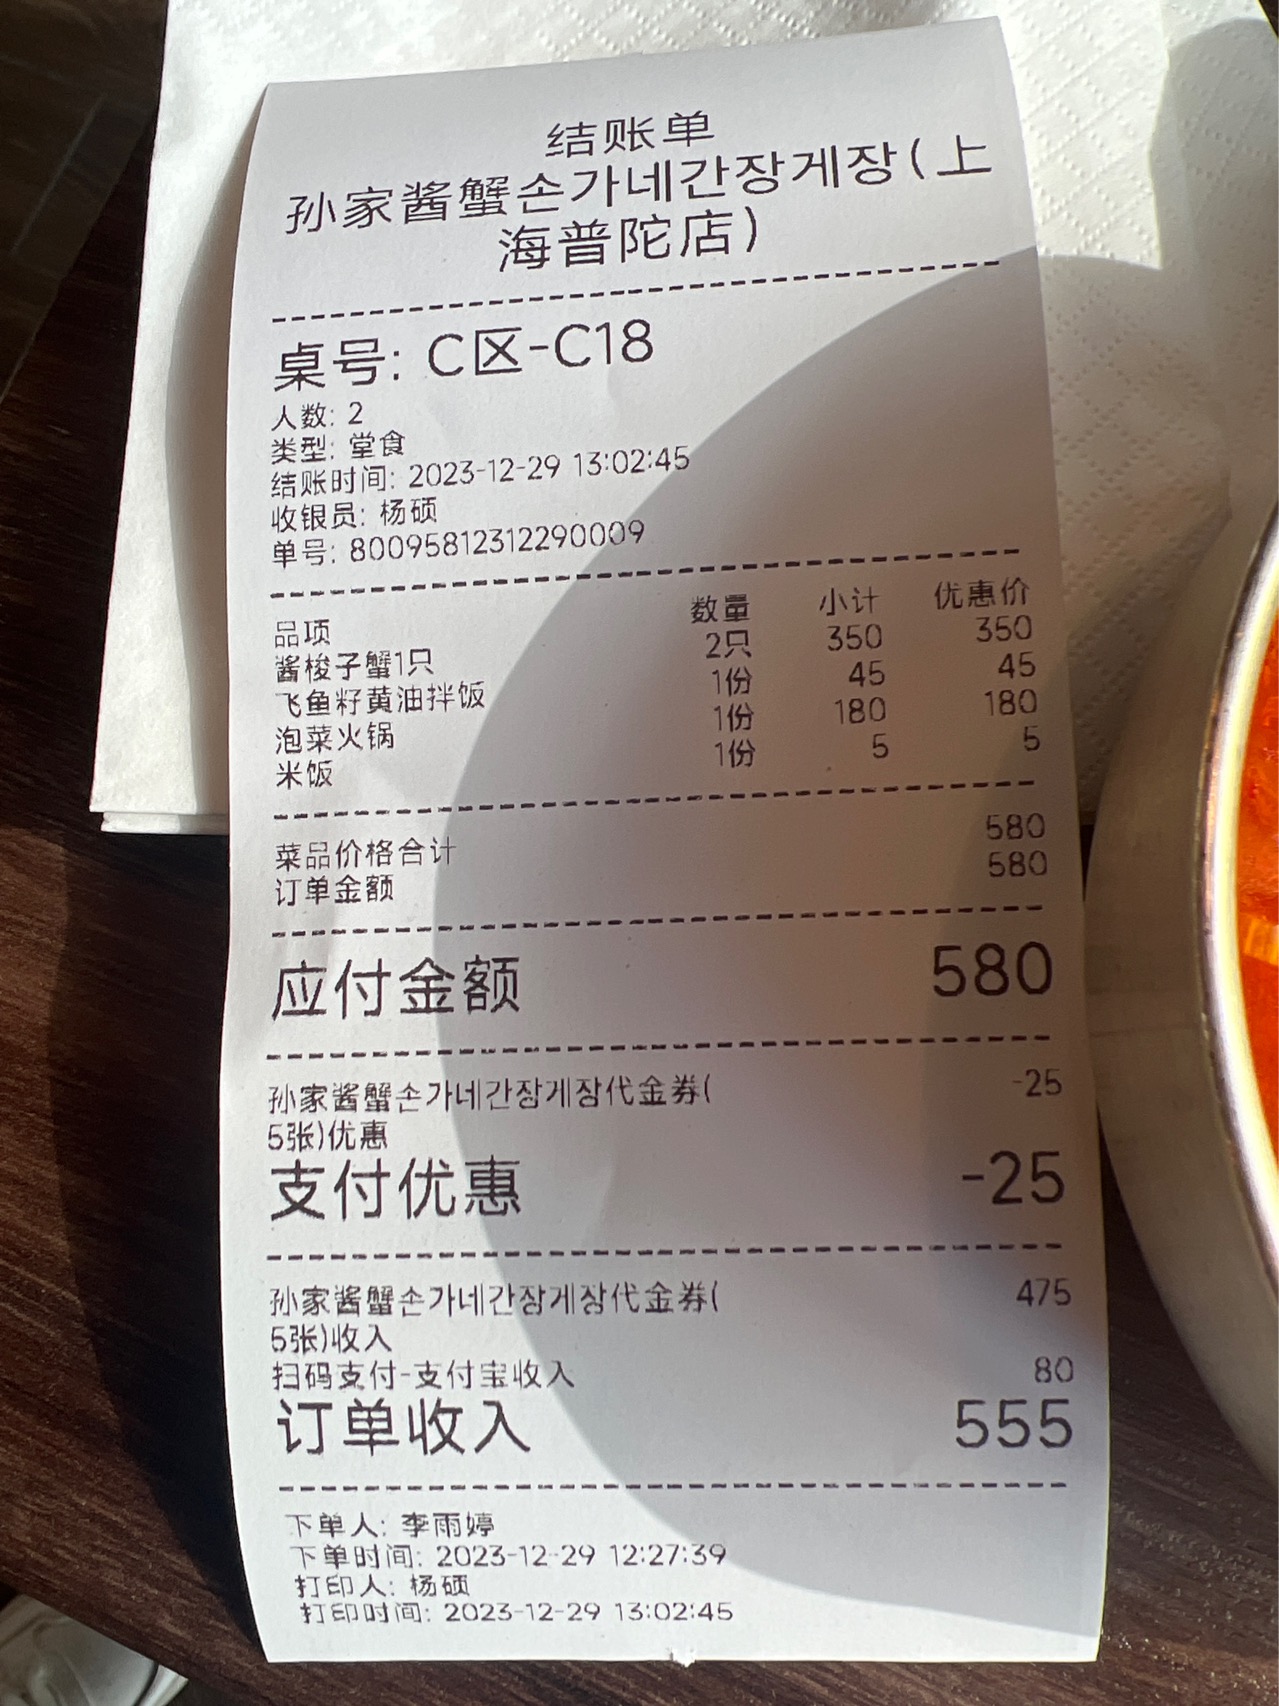 结账单
孙家酱蟹손가네간장게장(上
海普陀店)
桌号: C区-C18
人数: 2
类型: 堂食
结账时间: 2023-12-29 13:02:45
收银员: 杨硕
单号: 80095812312290009
品项 数量 小计 优惠价
酱梭子蟹1只 2只 350 350
飞鱼籽黄油拌饭 1份 45 45
泡菜火锅 1份 180 180
米饭 1份 5 5
菜品价格合计 580
订单金额 580
应付金额 580
孙家酱蟹손가네간장게장代金券( -25
5张)优惠
支付优惠 -25
孙家酱蟹손가네간장게장代金券( 475
5张)收入
扫码支付-支付宝收入 80
订单收入 555
下单人: 李雨婷
下单时间: 2023-12-29 12:27:39
打印人: 杨硕
打印时间: 2023-12-29 13:02:45